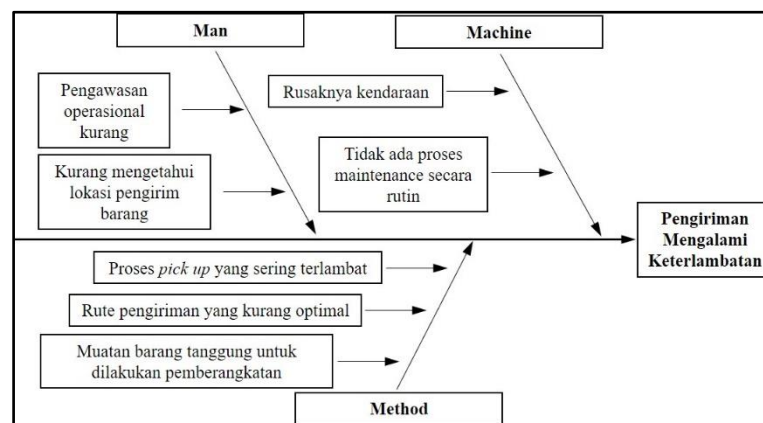 Man
Machine
Pengawasan
operasional
kurang
Rusaknya kendaraan
Kurang mengetahui
lokasi pengirim
barang
Tidak ada proses
maintenance secara
rutin
Pengiriman
Mengalami
Keterlambatan
Proses pick up yang sering terlambat
Rute pengiriman yang kurang optimal
Muatan barang tanggung untuk
dilakukan pemberangkatan
Method